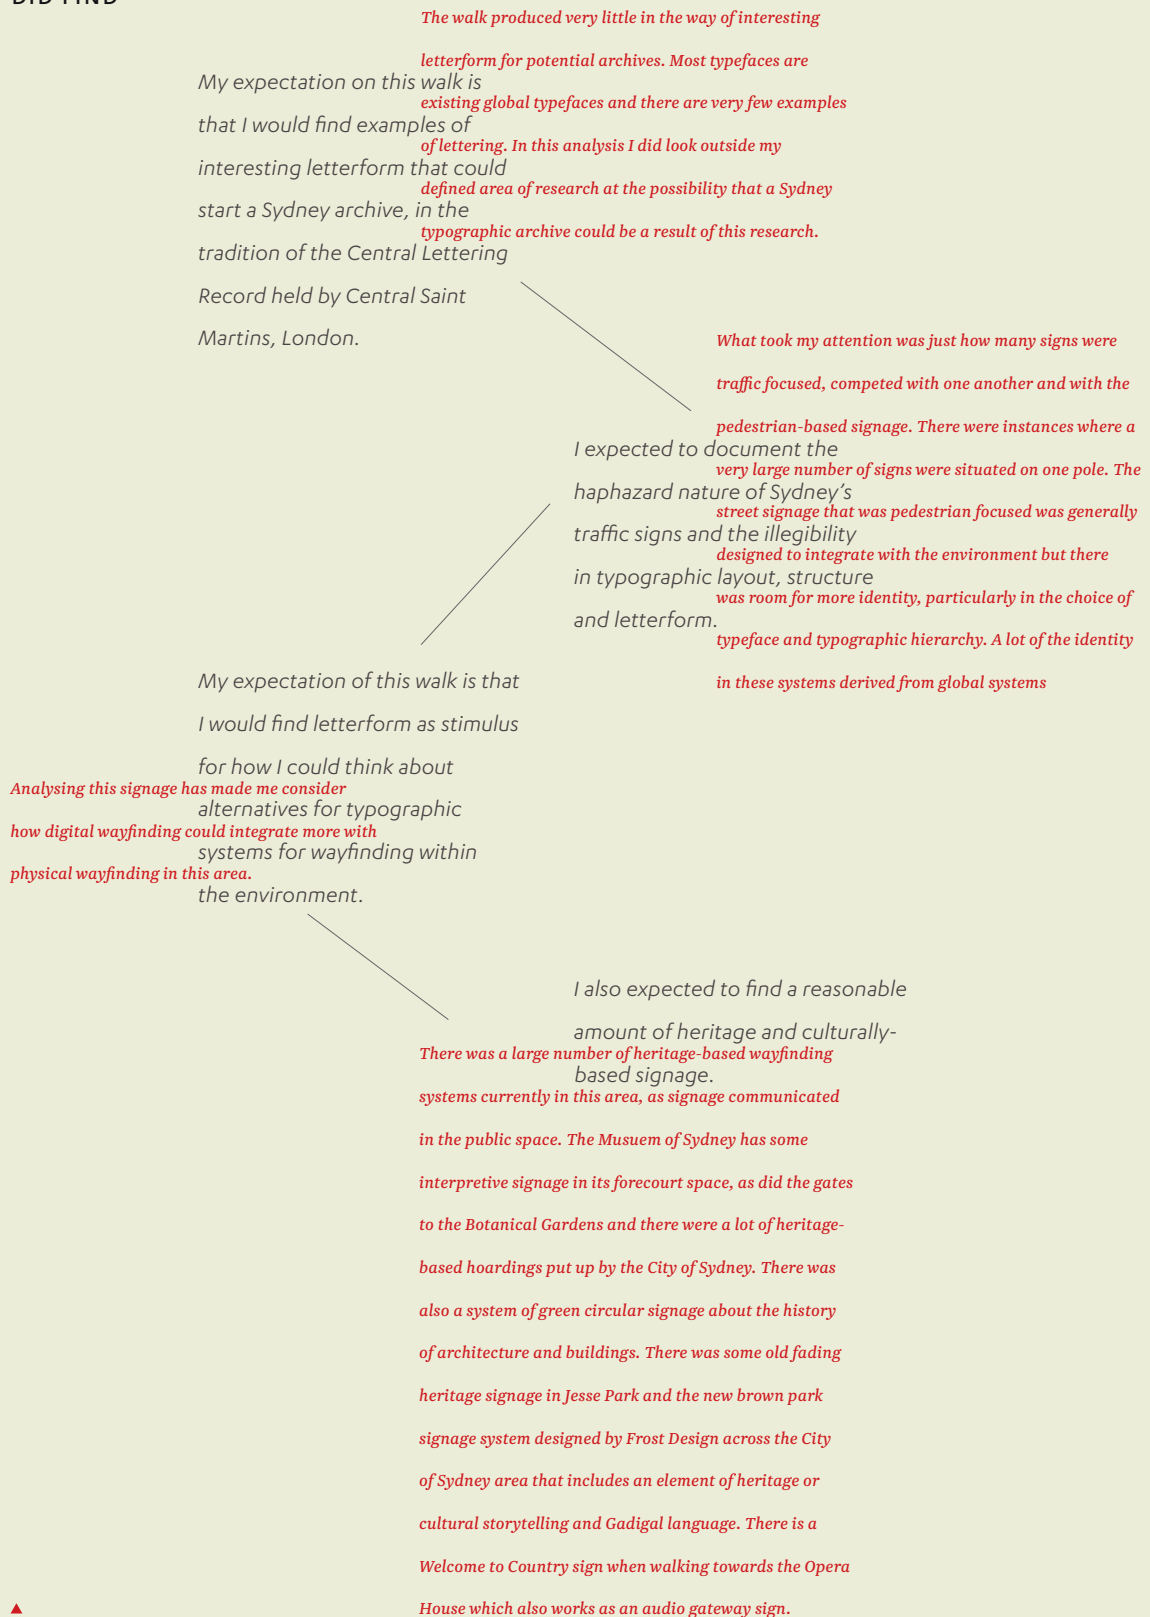 DID FIND
The walk produced very little in the way of interesting
letterform for potential archives. Most typefaces are
existing global typefaces and there are very few examples
of lettering. In this analysis I did look outside my
defined area of research at the possibility that a Sydney
typographic archive could be a result of this research.
My expectation on this walk is
that I would find examples of
interesting letterform that could
start a Sydney archive, in the
tradition of the Central Lettering
Record held by Central Saint
Martins, London.
What took my attention was just how many signs were
traffic focused, competed with one another and with the
pedestrian-based signage. There were instances where a
very large number of signs were situated on one pole. The
street signage that was pedestrian focused was generally
designed to integrate with the environment but there
was room for more identity, particularly in the choice of
typeface and typographic hierarchy. A lot of the identity
in these systems derived from global systems
I expected to document the
haphazard nature of Sydney’s
traffic signs and the illegibility
in typographic layout, structure
and letterform.
My expectation of this walk is that
I would find letterform as stimulus
for how I could think about
alternatives for typographic
systems for wayfinding within
the environment.
Analysing this signage has made me consider
how digital wayfinding could integrate more with
physical wayfinding in this area.
I also expected to find a reasonable
amount of heritage and culturally-
based signage.
There was a large number of heritage-based wayfinding
systems currently in this area, as signage communicated
in the public space. The Musuem of Sydney has some
interpretive signage in its forecourt space, as did the gates
to the Botanical Gardens and there were a lot of heritage-
based hoardings put up by the City of Sydney. There was
also a system of green circular signage about the history
of architecture and buildings. There was some old fading
heritage signage in Jesse Park and the new brown park
signage system designed by Frost Design across the City
of Sydney area that includes an element of heritage or
cultural storytelling and Gadigal language. There is a
Welcome to Country sign when walking towards the Opera
House which also works as an audio gateway sign.